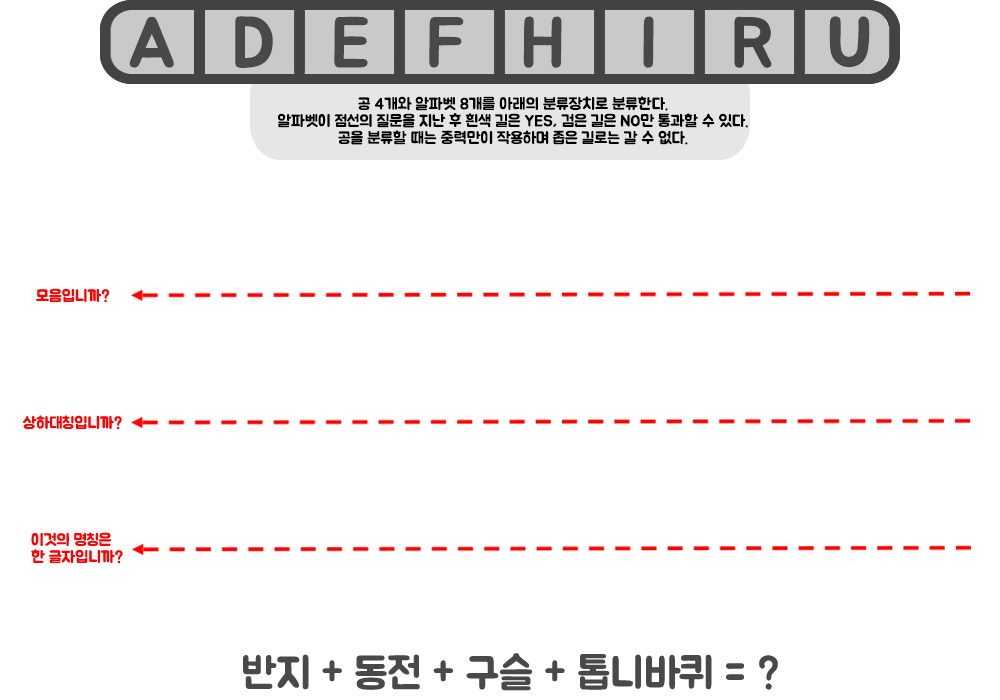 A D E F H I R U
공 4개와 알파벳 8개를 아래의 분류장치로 분류한다.
알파벳이 점선의 질문을 지난 후 흰색 길은 YES, 검은 길은 NO만 통과할 수 있다.
공을 분류할 때는 중력만이 작용하며 좁은 길로는 갈 수 없다.
모음입니까?
상하대칭입니까?
이것의 명칭은
한 글자입니까?
반지 + 동전 + 구슬 + 톱니바퀴 = ?